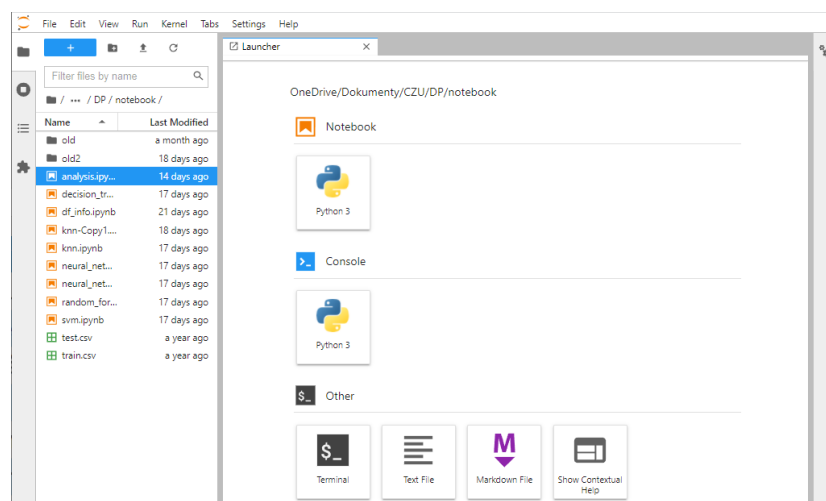 File Edit View Run Kernel Tabs Settings Help
+
Filter files by name
/ ... / DP / notebook /
Name Last Modified
old a month ago
old2 18 days ago
analysis.ipy... 14 days ago
decision_tr... 17 days ago
df_info.ipynb 21 days ago
knn-Copy1.... 18 days ago
knn.ipynb 17 days ago
neural_net... 17 days ago
neural_net... 17 days ago
random_for... 17 days ago
svm.ipynb 17 days ago
test.csv a year ago
train.csv a year ago
Launcher
OneDrive/Dokumenty/CZU/DP/notebook
Notebook
Python 3
Console
Python 3
$_ Other
$_
Terminal
Text File
M
Markdown File
Show Contextual
Help